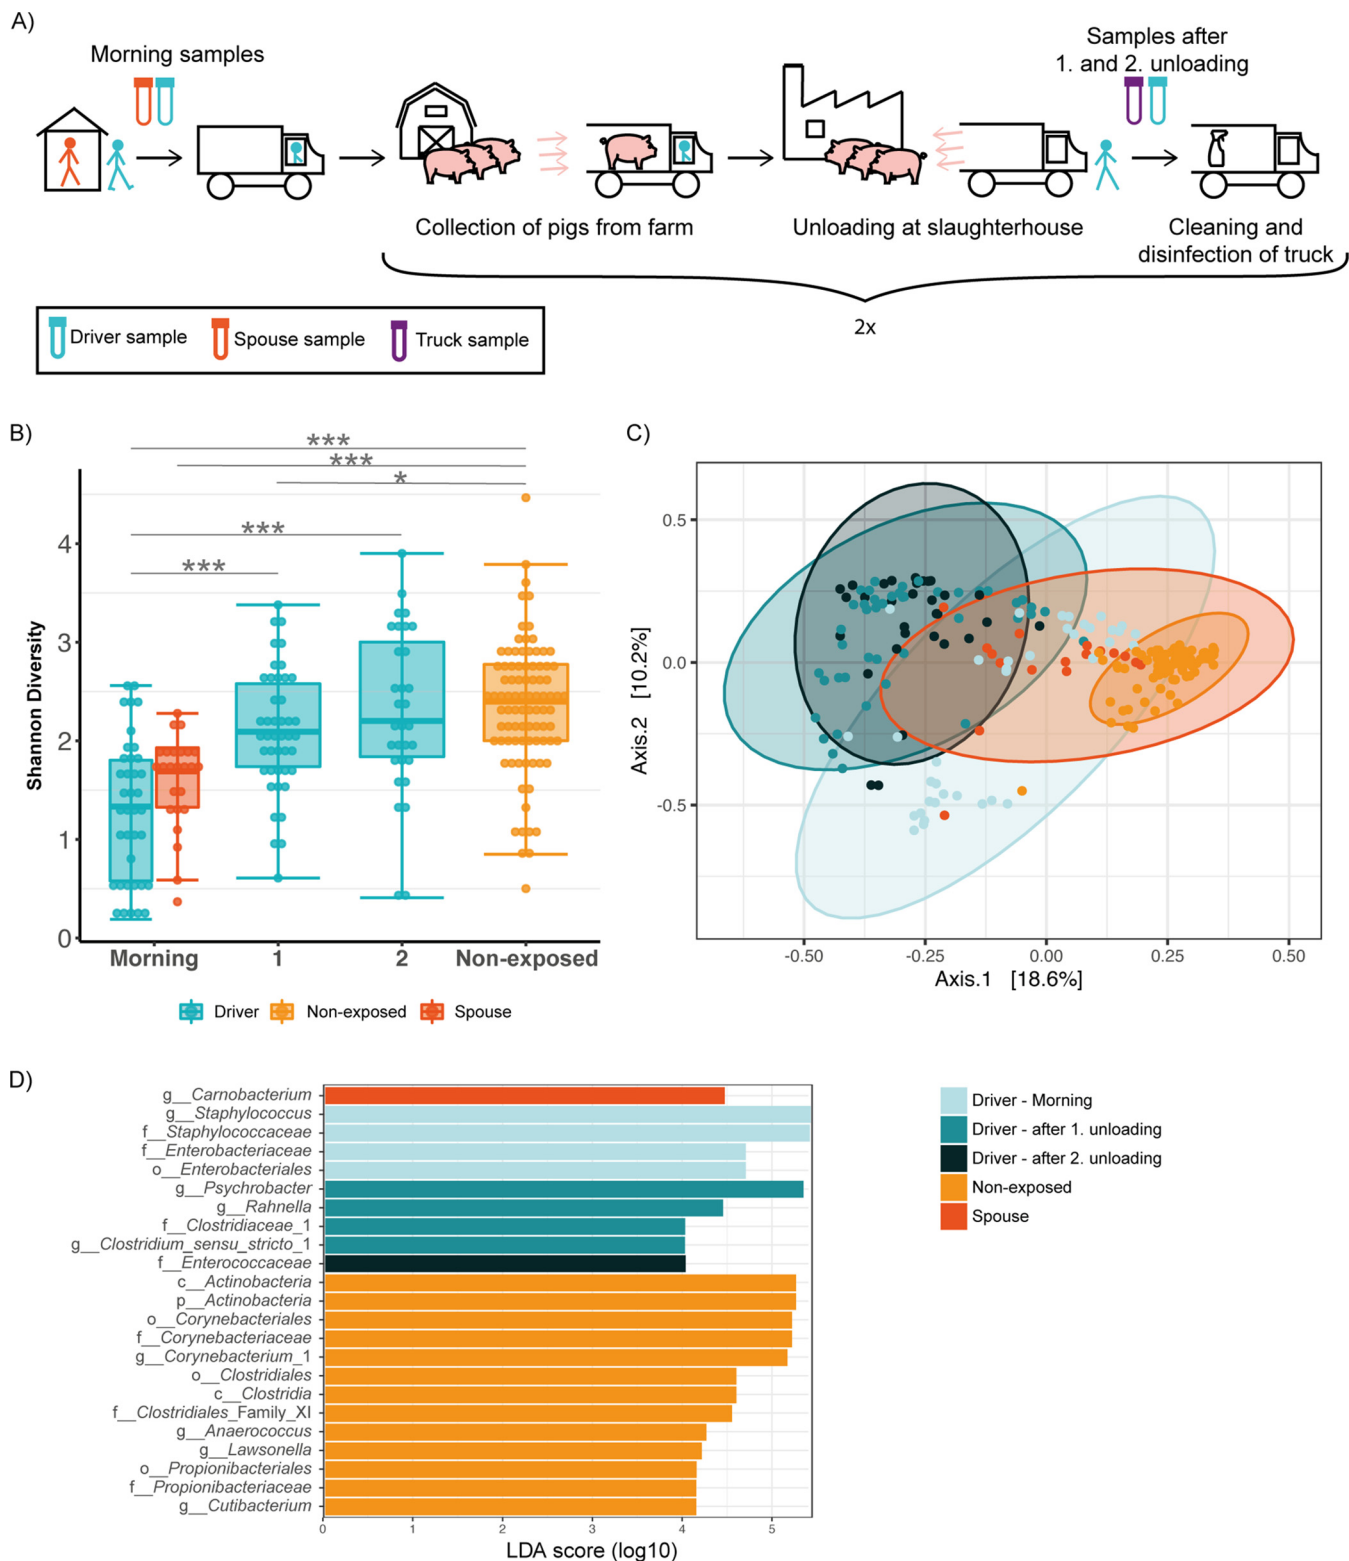 A)
Morning samples
Samples after
1. and 2. unloading
Collection of pigs from farm
Unloading at slaughterhouse
Cleaning and
disinfection of truck
2x
Driver sample
Spouse sample
Truck sample
B)
***
***
*
***
***
Shannon Diversity
4
3
2
1
0
Morning
1
2
Non-exposed
Driver
Non-exposed
Spouse
C)
0.5
0.0
-0.5
Axis.2 [10.2%]
-0.50
-0.25
0.00
0.25
0.50
Axis.1 [18.6%]
D)
g__Carnobacterium
g__Staphylococcus
f__Staphylococcaceae
f__Enterobacteriaceae
o__Enterobacteriales
g__Psychrobacter
g__Rahnella
f__Clostridiaceae_1
g__Clostridium_sensu_stricto_1
f__Enterococcaceae
c__Actinobacteria
p__Actinobacteria
o__Corynebacteriales
f__Corynebacteriaceae
g__Corynebacterium_1
o__Clostridiales
c__Clostridia
f__Clostridiales_Family_XI
g__Anaerococcus
g__Lawsonella
o__Propionibacteriales
f__Propionibacteriaceae
g__Cutibacterium
0
1
2
3
4
5
LDA score (log10)
Driver - Morning
Driver - after 1. unloading
Driver - after 2. unloading
Non-exposed
Spouse